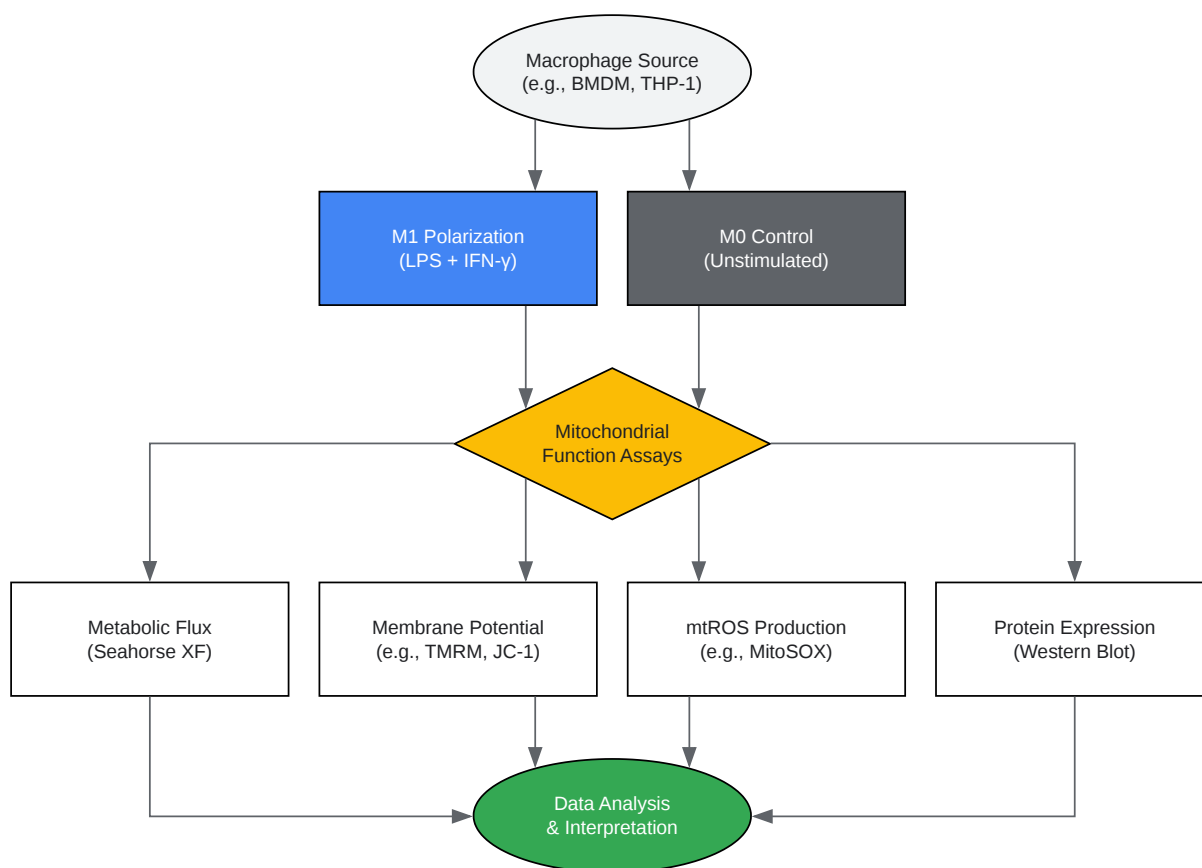 Macrophage Source
(e.g., BMDM, THP-1)
M1 Polarization
(LPS + IFN-γ)
M0 Control
(Unstimulated)
Mitochondrial
Function Assays
Metabolic Flux
(Seahorse XF)
Membrane Potential
(e.g., TMRM, JC-1)
mtROS Production
(e.g., MitoSOX)
Protein Expression
(Western Blot)
Data Analysis
& Interpretation